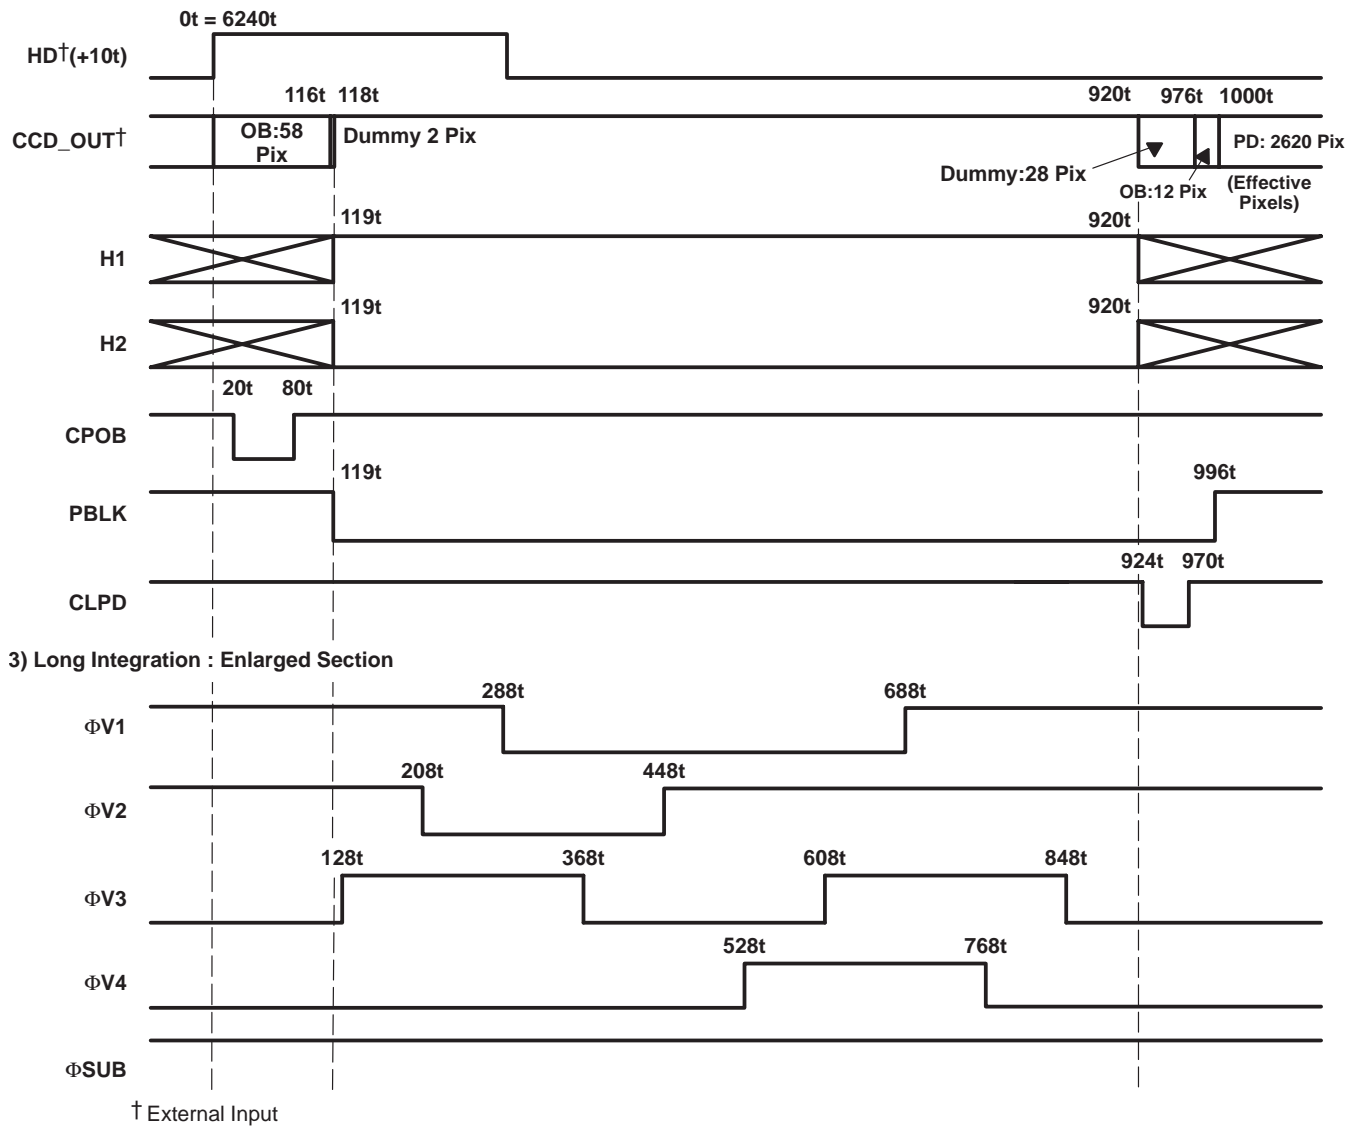 0t = 6240t
HD†(+10t)
116t 118t 920t 976t 1000t
CCD_OUT†
OB:58
Pix
Dummy 2 Pix
Dummy:28 Pix
OB:12 Pix
PD: 2620 Pix
(Effective
Pixels)
119t 920t
H1
119t 920t
H2
20t 80t
CPOB
119t 996t
PBLK
924t 970t
CLPD
3) Long Integration : Enlarged Section
288t 688t
ΦV1
208t 448t
ΦV2
128t 368t 608t 848t
ΦV3
528t 768t
ΦV4
ΦSUB
† External Input